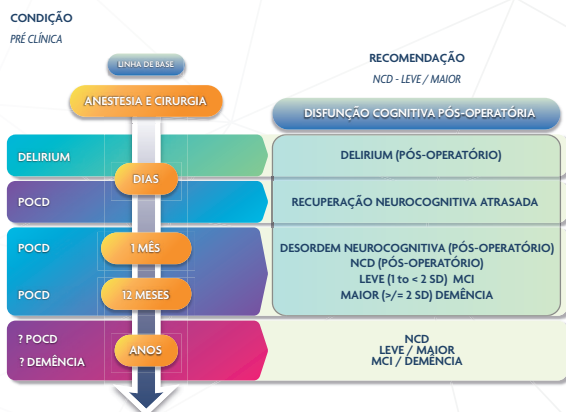 CONDIÇÃO
PRÉ CLÍNICA
LINHA DE BASE
ANESTESIA E CIRURGIA
RECOMENDAÇÃO
NCD - LEVE / MAIOR
DISFUNÇÃO COGNITIVA PÓS-OPERATÓRIA
DELIRIUM
DELIRIUM (PÓS-OPERATÓRIO)
DIAS
POCD
RECUPERAÇÃO NEUROCOGNITIVA ATRASADA
POCD
1 MÊS
DESORDEM NEUROCOGNITIVA (PÓS-OPERATÓRIO)
NCD (PÓS-OPERATÓRIO)
LEVE (1 to < 2 SD) MCI
MAIOR (>/= 2 SD) DEMÊNCIA
POCD
12 MESES
? POCD
? DEMÊNCIA
ANOS
NCD
LEVE / MAIOR
MCI / DEMÊNCIA